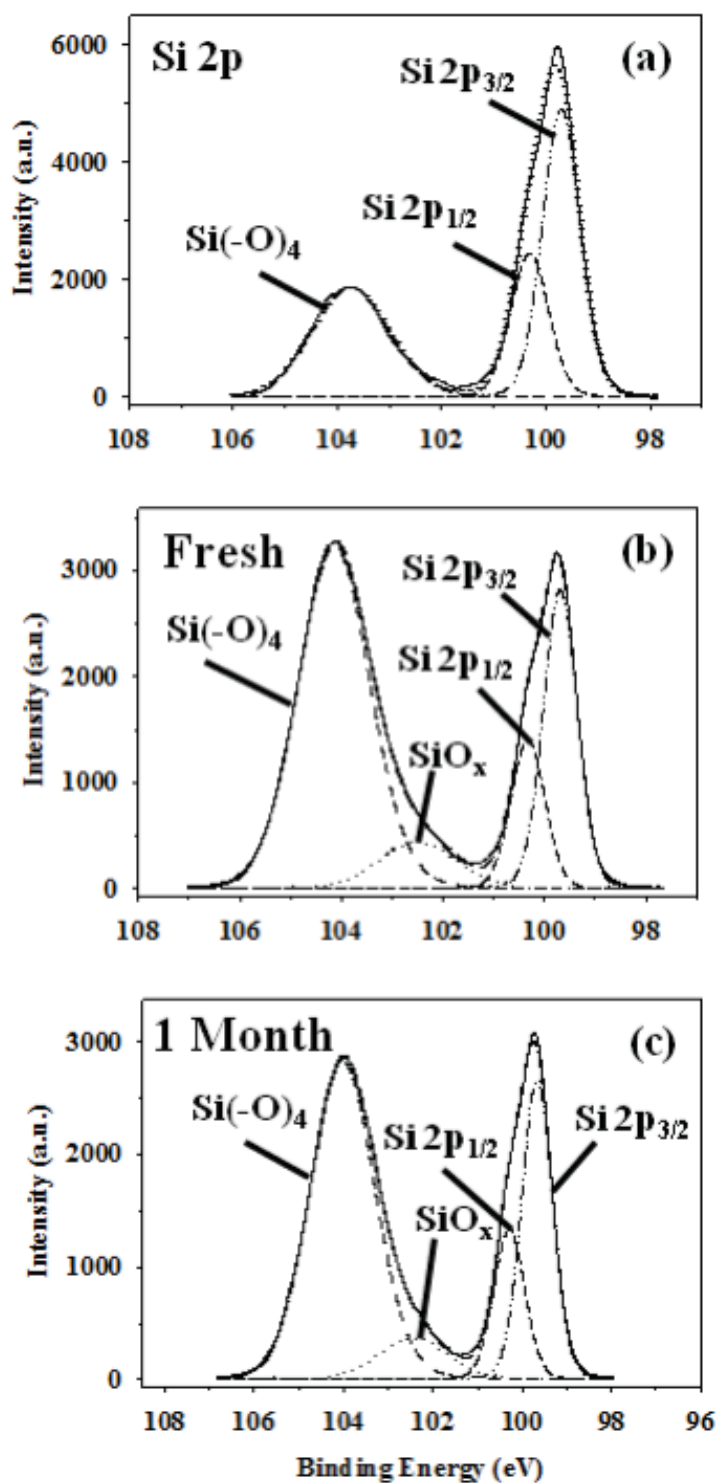 Si 2p
(a)
6000
4000
2000
0
Si 2p3/2
Si 2p1/2
Si(-O)4
Intensity (a.u.)
108 106 104 102 100 98
Fresh
(b)
3000
2000
1000
0
Si 2p3/2
Si(-O)4
Si 2p1/2
SiOx
Intensity (a.u.)
108 106 104 102 100 98
1 Month
(c)
3000
2000
1000
0
Si(-O)4
Si 2p1/2
Si 2p3/2
SiOx
Intensity (a.u.)
108 106 104 102 100 98 96
Binding Energy (eV)